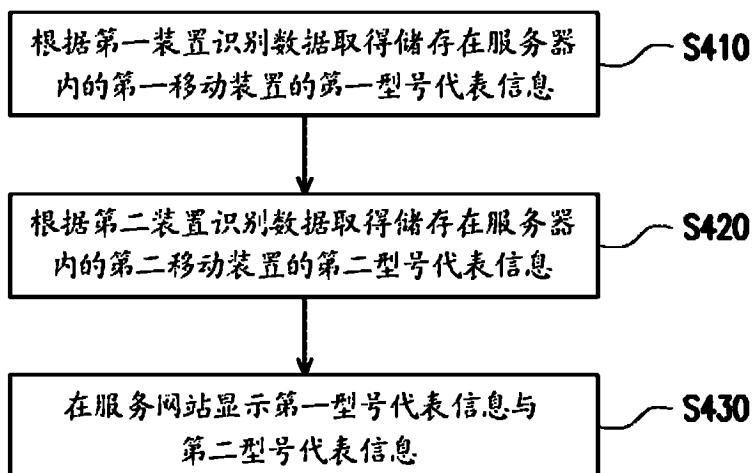 根据第一装置识别数据取得储存在服务器
内的第一移动装置的第一型号代表信息
S410
根据第二装置识别数据取得储存在服务器
内的第二移动装置的第二型号代表信息
S420
在服务网站显示第一型号代表信息与
第二型号代表信息
S430